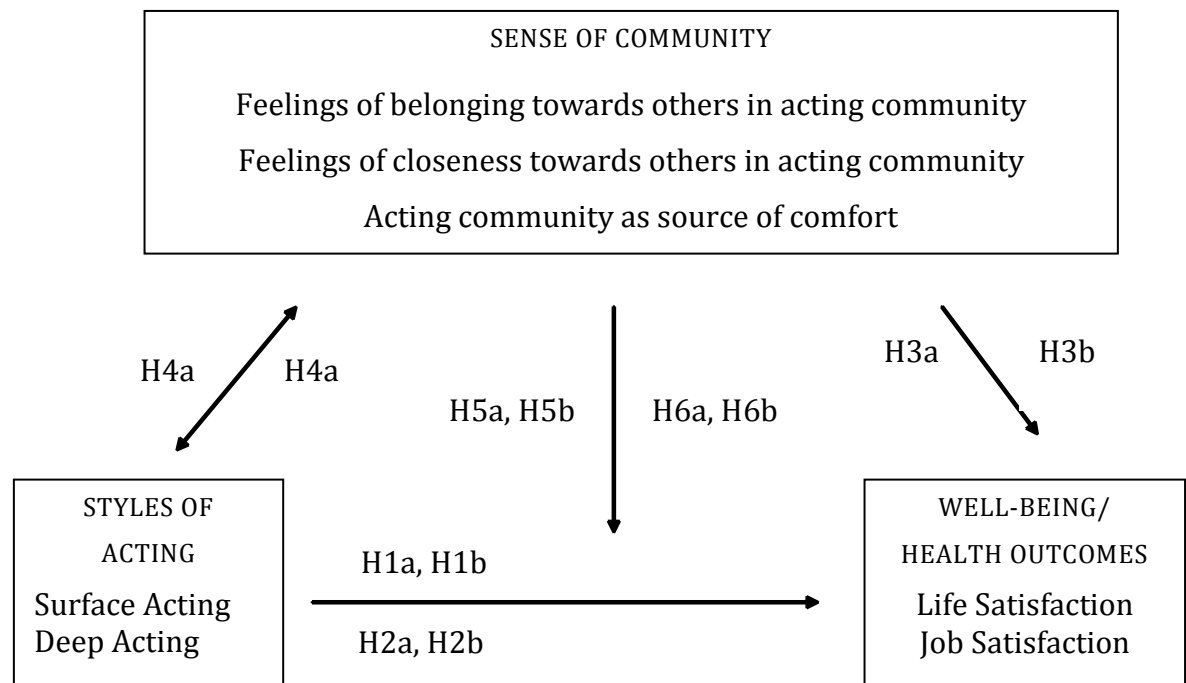 SENSE OF COMMUNITY
Feelings of belonging towards others in acting community
Feelings of closeness towards others in acting community
Acting community as source of comfort
H4a
H4a
H5a, H5b
H6a, H6b
H3a
H3b
STYLES OF
ACTING
Surface Acting
Deep Acting
H1a, H1b
H2a, H2b
WELL-BEING/
HEALTH OUTCOMES
Life Satisfaction
Job Satisfaction